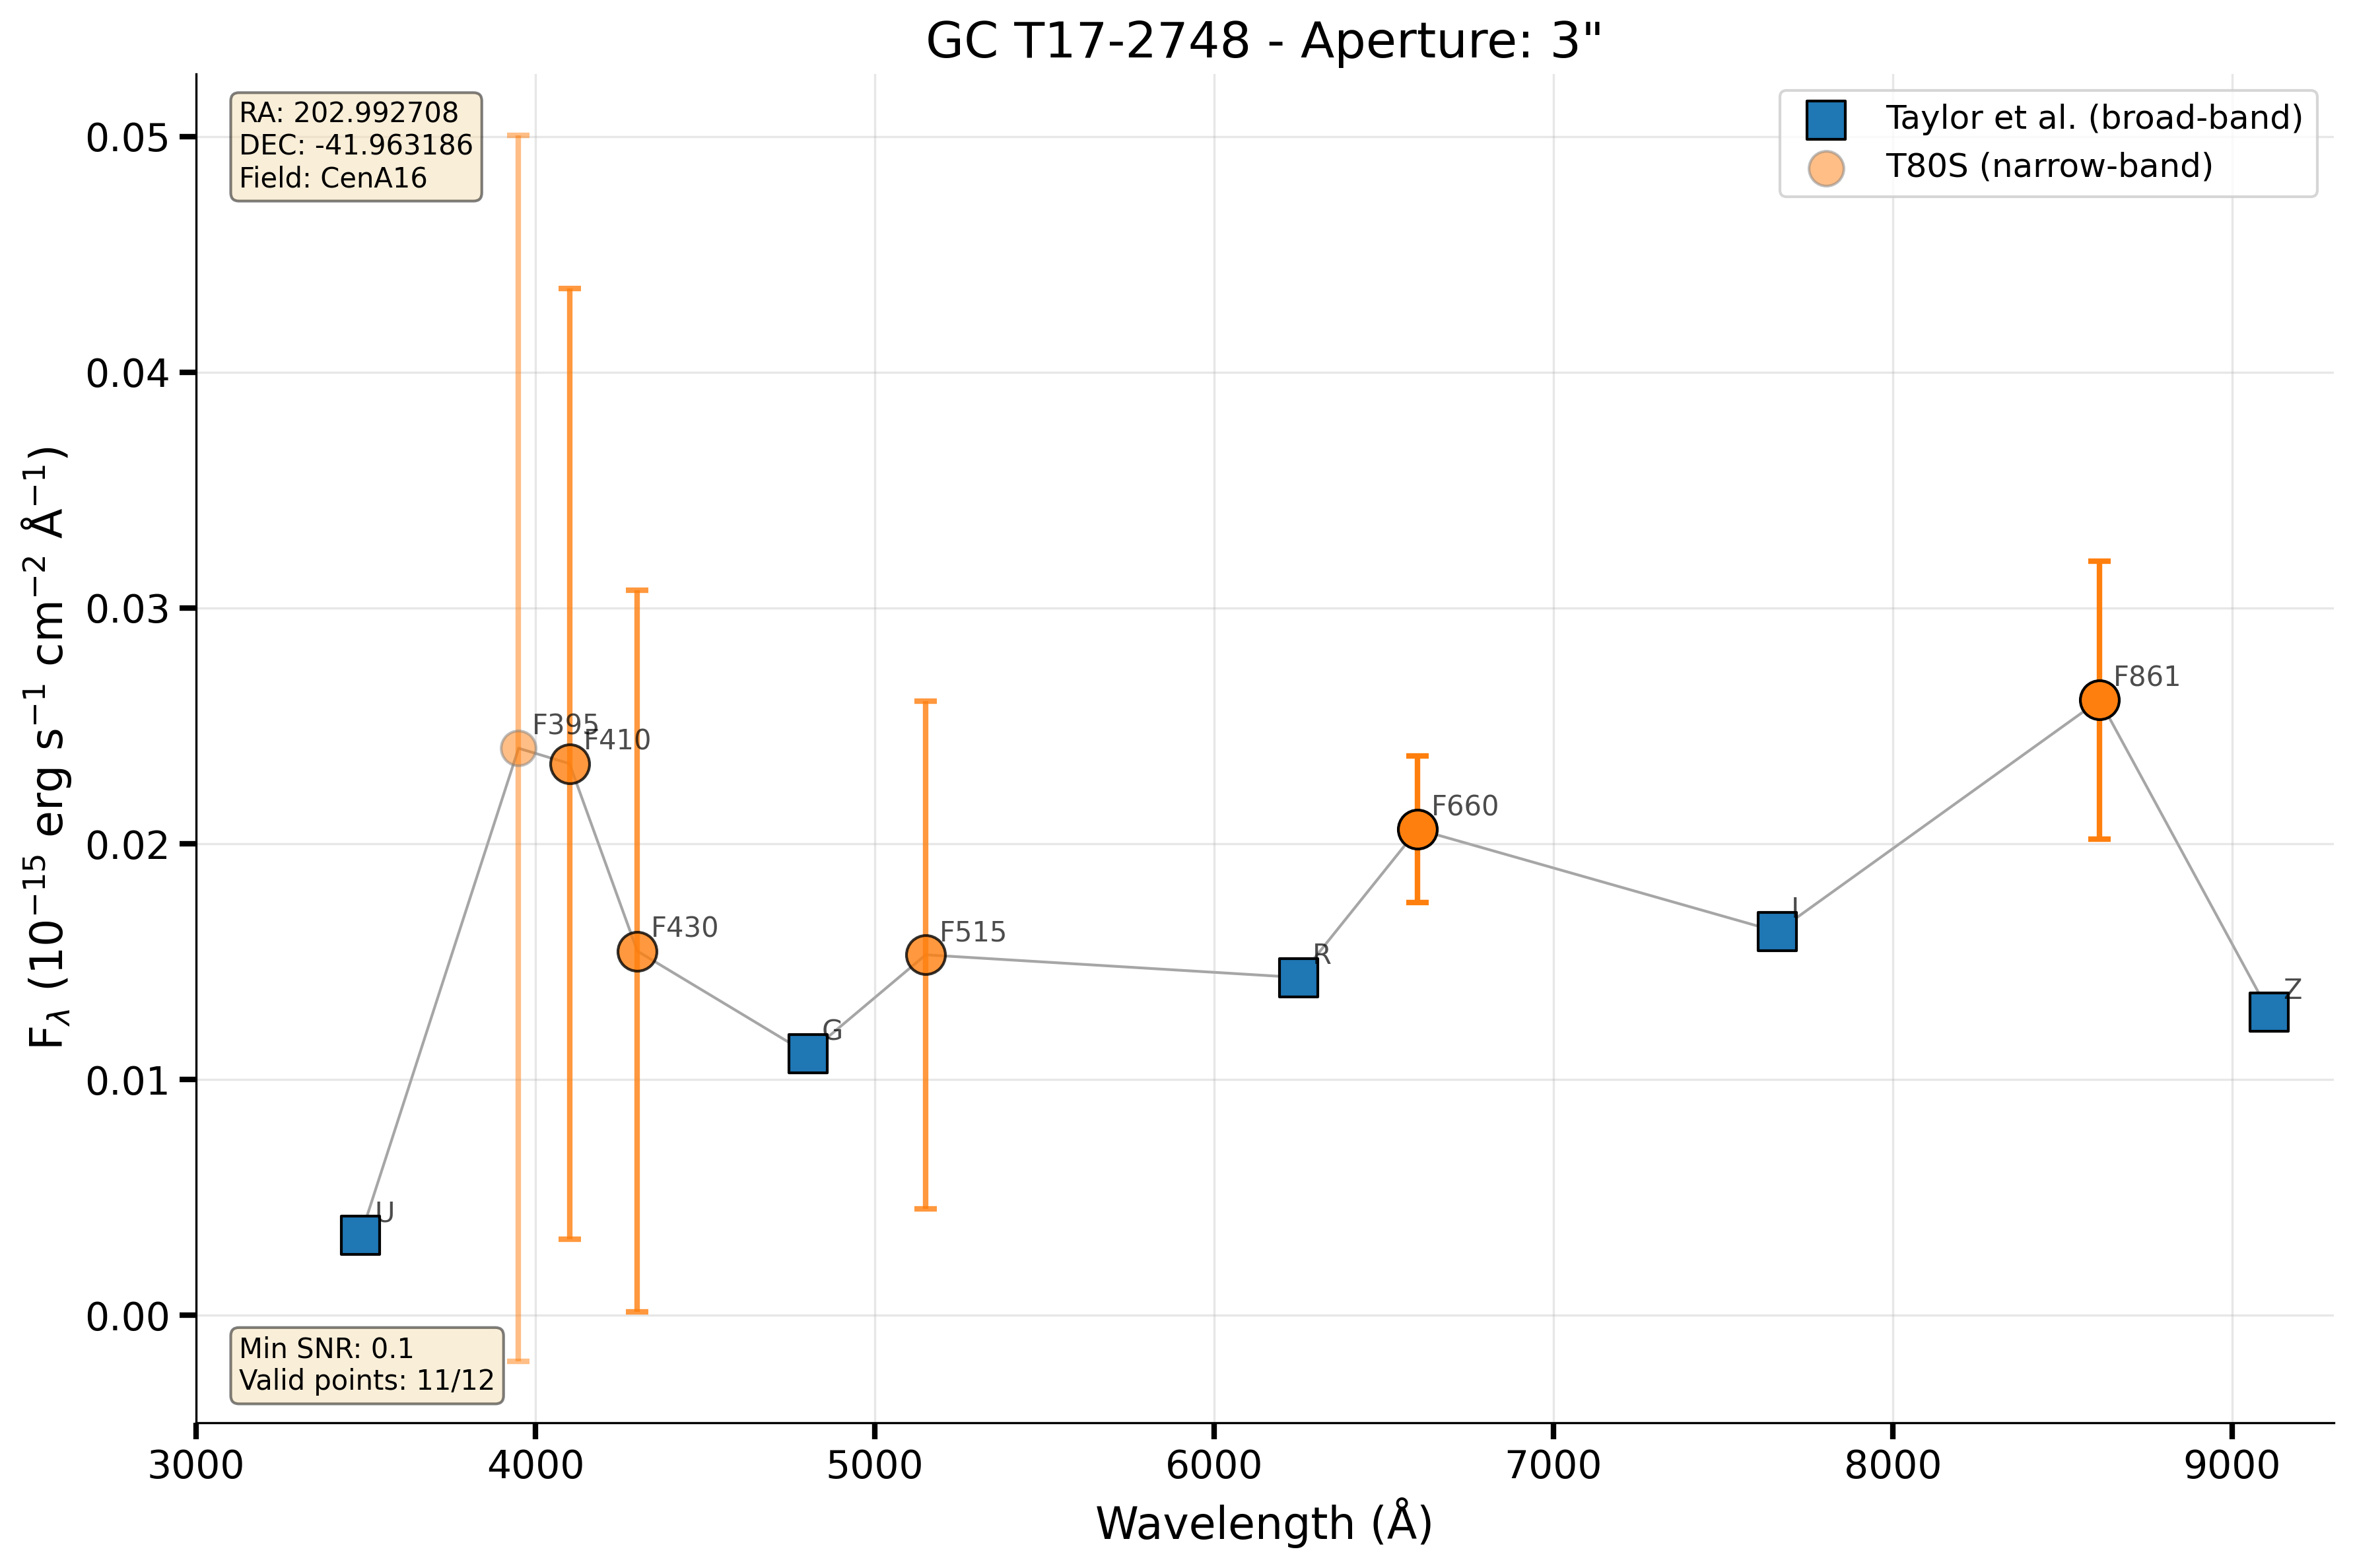 GC T17-2748 - Aperture: 3"
RA: 202.992708
DEC: -41.963186
Field: CenA16
Taylor et al. (broad-band)
T80S (narrow-band)
0.05
0.04
0.03
0.02
0.01
0.00
F_λ (10⁻¹⁵ erg s⁻¹ cm⁻² Å⁻¹)
U
F395
F410
F430
G
F515
R
F660
I
F861
Z
Min SNR: 0.1
Valid points: 11/12
3000 4000 5000 6000 7000 8000 9000
Wavelength (Å)